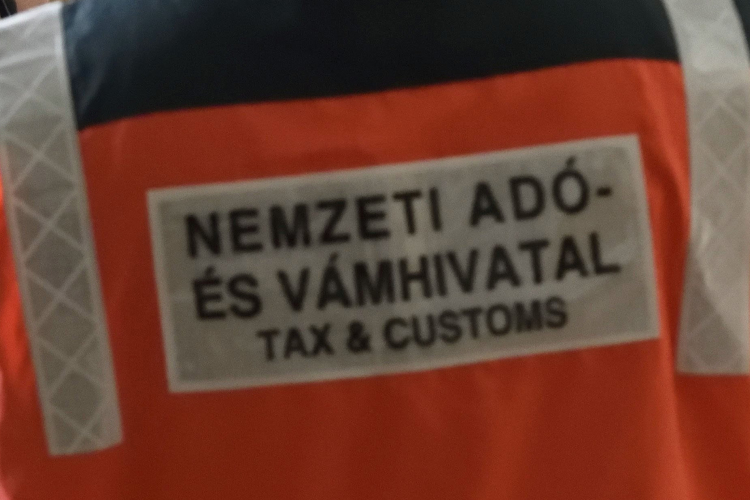 NEMZETI ADÓ-
ÉS VÁMHIVATAL
TAX & CUSTOMS